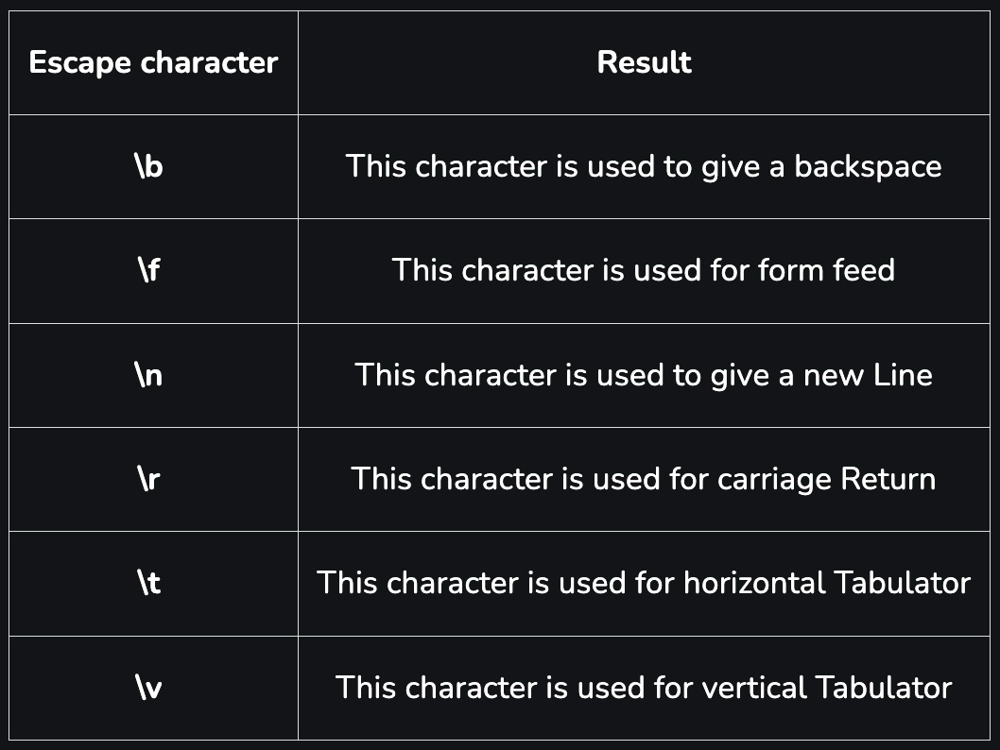 Escape character Result
\b This character is used to give a backspace
\f This character is used for form feed
\n This character is used to give a new Line
\r This character is used for carriage Return
\t This character is used for horizontal Tabulator
\v This character is used for vertical Tabulator